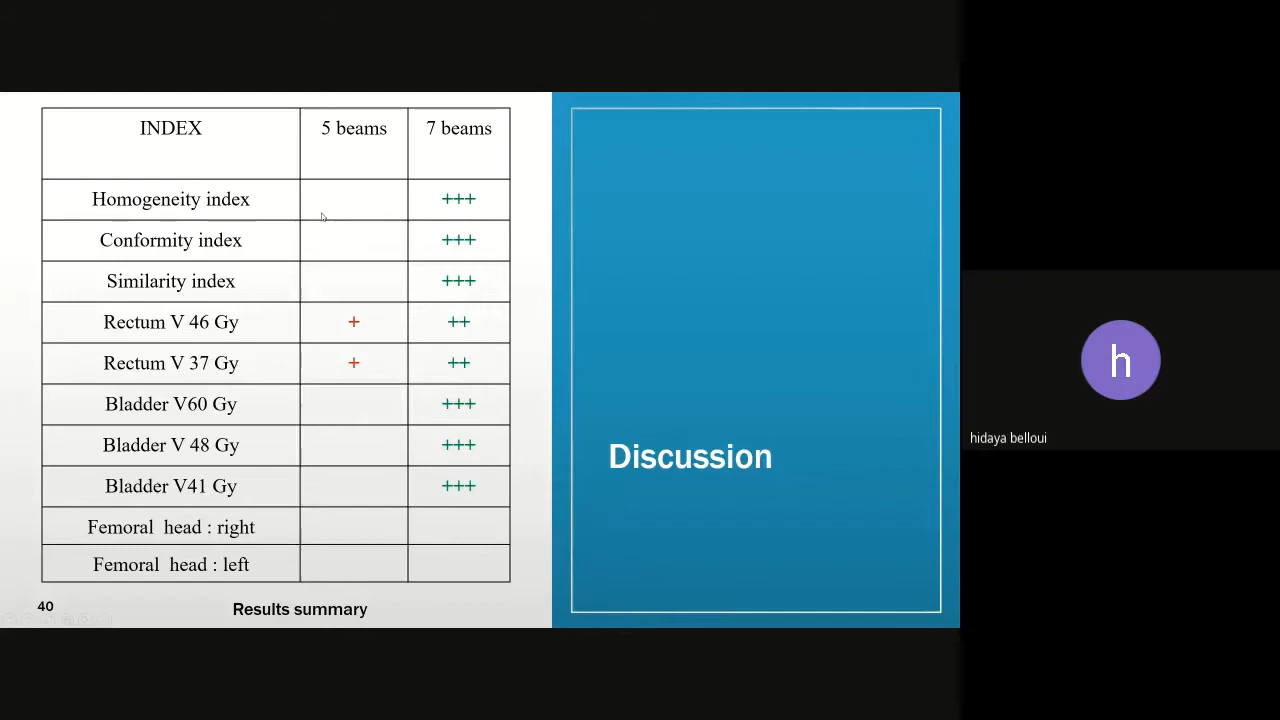 INDEX 5 beams 7 beams
Homogeneity index +++
Conformity index +++
Similarity index +++
Rectum V 46 Gy + ++
Rectum V 37 Gy + ++
Bladder V60 Gy +++
Bladder V 48 Gy +++
Bladder V41 Gy +++
Femoral head : right
Femoral head : left
40 Results summary
Discussion
h
hidaya belloui